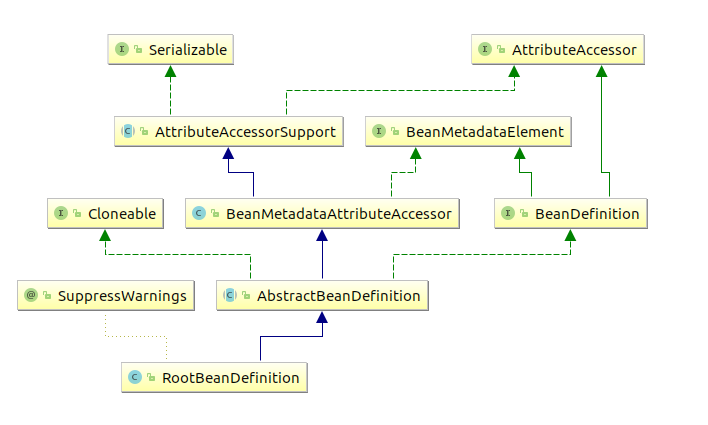 I Serializable
I AttributeAccessor
C AttributeAccessorSupport
I BeanMetadataElement
I Cloneable
C BeanMetadataAttributeAccessor
I BeanDefinition
@ SuppressWarnings
C AbstractBeanDefinition
C RootBeanDefinition